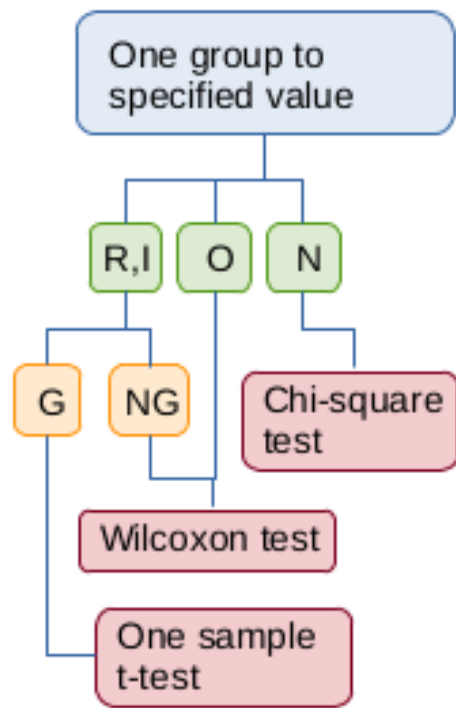 One group to
specified value
R,I
O
N
G
NG
Chi-square
test
Wilcoxon test
One sample
t-test